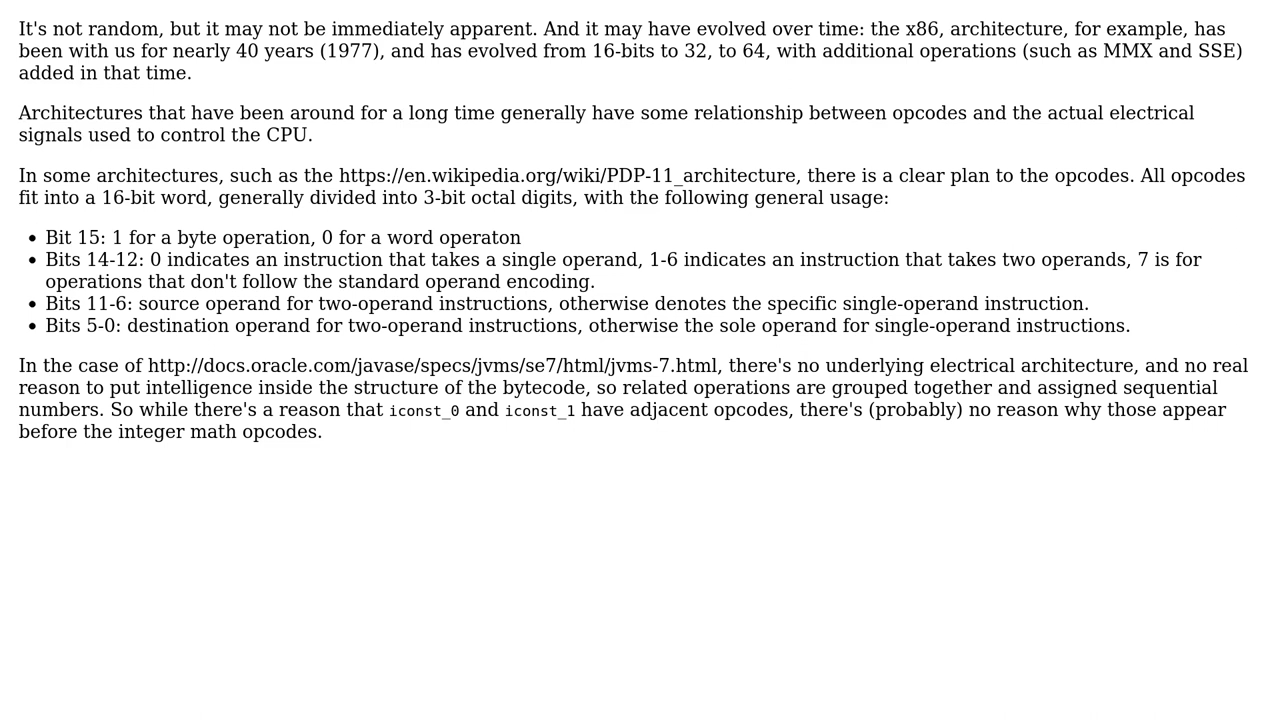 It's not random, but it may not be immediately apparent. And it may have evolved over time: the x86, architecture, for example, has
been with us for nearly 40 years (1977), and has evolved from 16-bits to 32, to 64, with additional operations (such as MMX and SSE)
added in that time.
Architectures that have been around for a long time generally have some relationship between opcodes and the actual electrical
signals used to control the CPU.
In some architectures, such as the https://en.wikipedia.org/wiki/PDP-11_architecture, there is a clear plan to the opcodes. All opcodes
fit into a 16-bit word, generally divided into 3-bit octal digits, with the following general usage:
• Bit 15: 1 for a byte operation, 0 for a word operaton
• Bits 14-12: 0 indicates an instruction that takes a single operand, 1-6 indicates an instruction that takes two operands, 7 is for
operations that don't follow the standard operand encoding.
• Bits 11-6: source operand for two-operand instructions, otherwise denotes the specific single-operand instruction.
• Bits 5-0: destination operand for two-operand instructions, otherwise the sole operand for single-operand instructions.
In the case of http://docs.oracle.com/javase/specs/jvms/se7/html/jvms-7.html, there's no underlying electrical architecture, and no real
reason to put intelligence inside the structure of the bytecode, so related operations are grouped together and assigned sequential
numbers. So while there's a reason that iconst_0 and iconst_1 have adjacent opcodes, there's (probably) no reason why those appear
before the integer math opcodes.